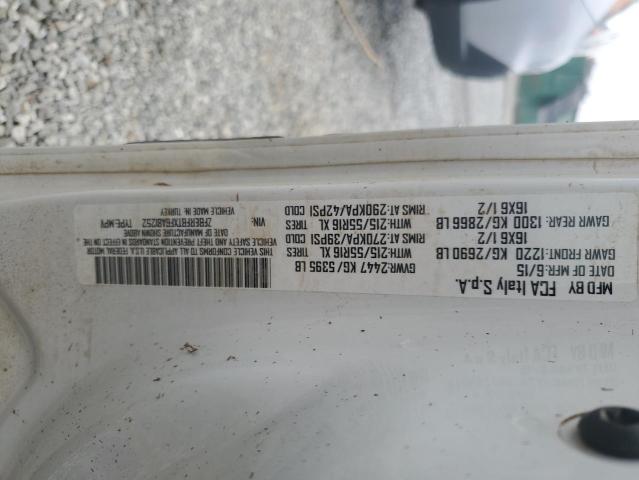 MFD BY FCA Italy S.p.A.
DATE OF MFR:6/15 GVWR:2447 KG/5395 LB
GAWR FRONT:1220 KG/2690 LB WITH:215/55R16 XL TIRES
16X6 1/2 RIMS AT:270KPA/39PSI COLD
GAWR REAR: 1300 KG/2866 LB WITH:215/55R16 XL TIRES
16X6 1/2 RIMS AT:290KPA/42PSI COLD
THIS VEHICLE CONFORMS TO ALL APPLICABLE U.S.A. FEDERAL MOTOR
VEHICLE SAFETY AND THEFT PREVENTION STANDARDS IN EFFECT ON THE
DATE OF MANUFACTURE SHOWN ABOVE
VIN: TYPE:MPV
VEHICLE MADE IN: TURKEY